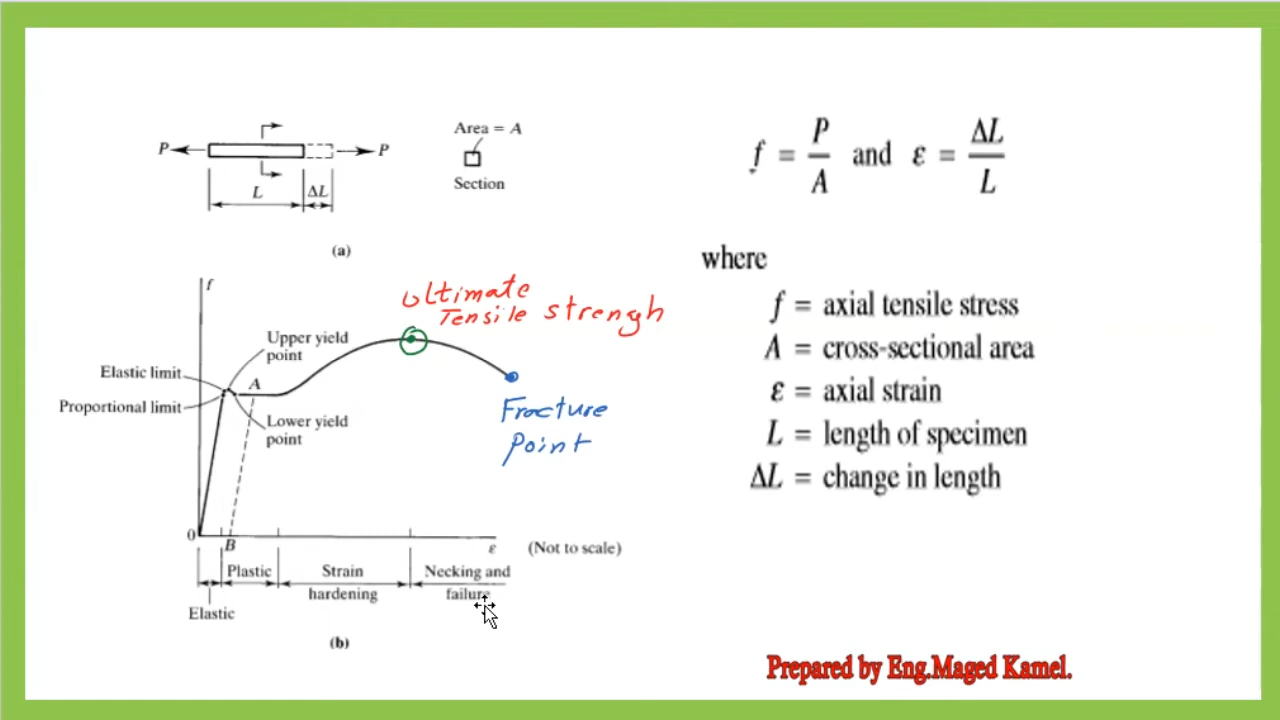 P
P
L
ΔL
Area = A
Section
(a)
f = P/A and ε = ΔL/L
where
f = axial tensile stress
A = cross-sectional area
ε = axial strain
L = length of specimen
ΔL = change in length
f
Ultimate
Tensile strengh
Upper yield
point
Elastic limit
A
Proportional limit
Lower yield
point
Fracture
Point
0
B
ε
(Not to scale)
Plastic
Strain
hardening
Necking and
failure
Elastic
(b)
Prepared by Eng.Maged Kamel.